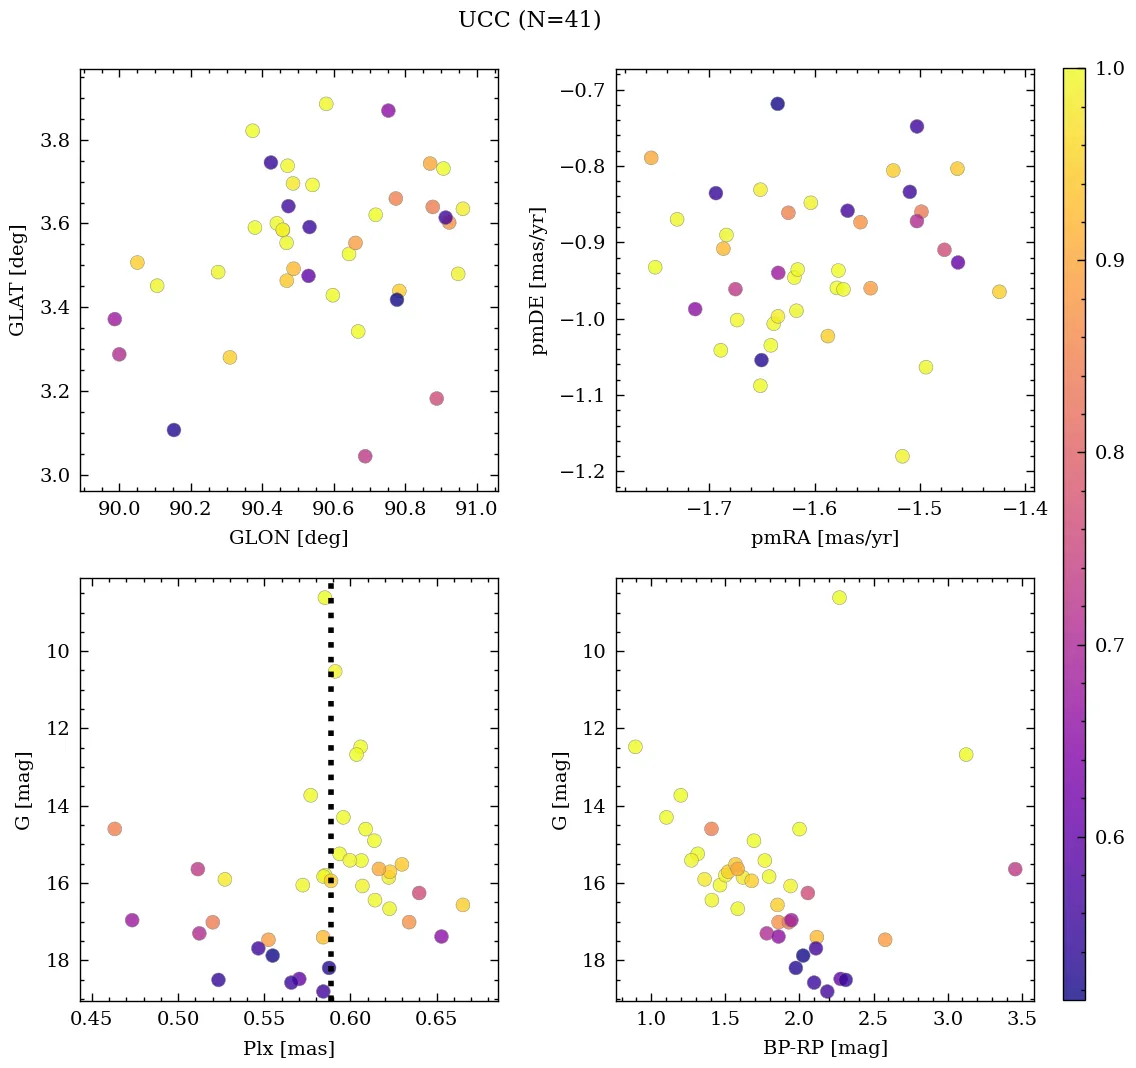 UCC (N=41)
3.8
3.6
3.4
3.2
3.0
GLAT [deg]
90.0 90.2 90.4 90.6 90.8 91.0
GLON [deg]
−0.7
−0.8
−0.9
−1.0
−1.1
−1.2
pmDE [mas/yr]
−1.7 −1.6 −1.5 −1.4
pmRA [mas/yr]
1.0
0.9
0.8
0.7
0.6
10
12
14
16
18
G [mag]
0.45 0.50 0.55 0.60 0.65
Plx [mas]
10
12
14
16
18
G [mag]
1.0 1.5 2.0 2.5 3.0 3.5
BP-RP [mag]